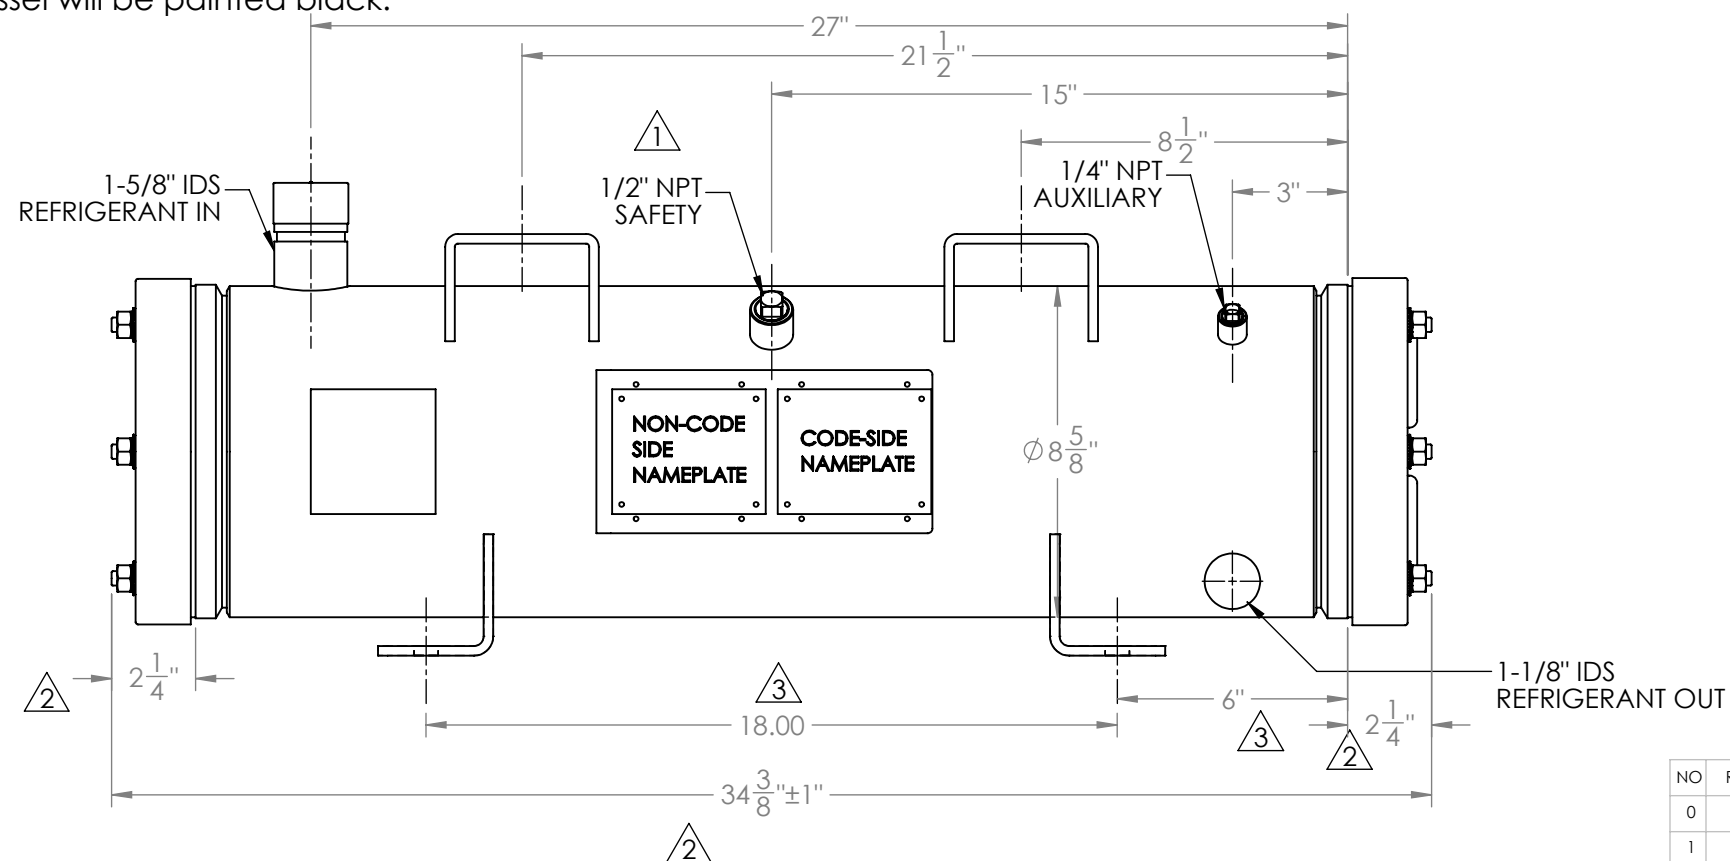 ssel will be painted black.
27"
21 1/2"
15"
8 1/2"
3"
1
1-5/8" IDS
REFRIGERANT IN
1/2" NPT
SAFETY
1/4" NPT
AUXILIARY
NON-CODE
SIDE
NAMEPLATE
CODE-SIDE
NAMEPLATE
Ø8 5/8"
2
2 1/4"
3
18.00
6"
3
2 1/4"
2
1-1/8" IDS
REFRIGERANT OUT
34 3/8"±1"
2
NO
0
1